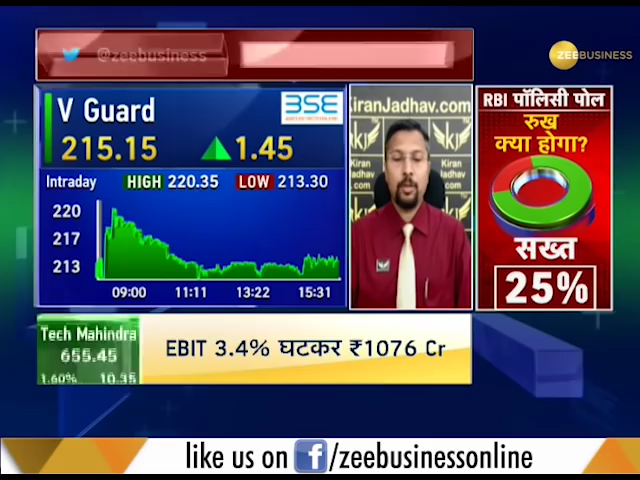 @zeebusiness
ZEEBUSINESS
V Guard
BSE
215.15 1.45
Intraday HIGH 220.35 LOW 213.30
220
217
213
09:00 11:11 13:22 15:31
KiranJadhav.com
kj
Kiran
Jadhav
RBI पॉलिसी पोल
रुख
क्या होगा?
सख्त
25%
Tech Mahindra
655.45
1.60% 10.35
EBIT 3.4% घटकर ₹1076 Cr
like us on f/zeebusinessonline